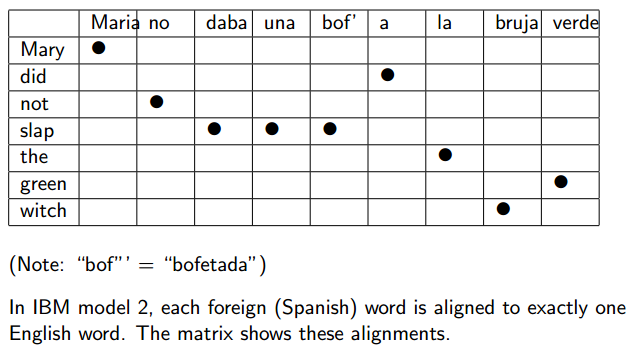 Maria no daba una bof' a la bruja verde
Mary
did
not
slap
the
green
witch
(Note: “bof”’ = “bofetada”)
In IBM model 2, each foreign (Spanish) word is aligned to exactly one
English word. The matrix shows these alignments.